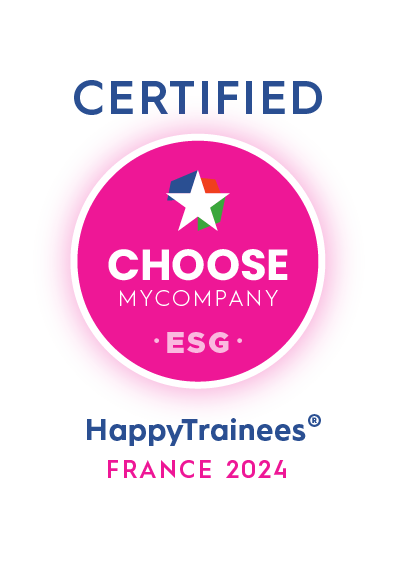 CERTIFIED
CHOOSE
MYCOMPANY
·ESG·
HappyTrainees®
FRANCE 2024